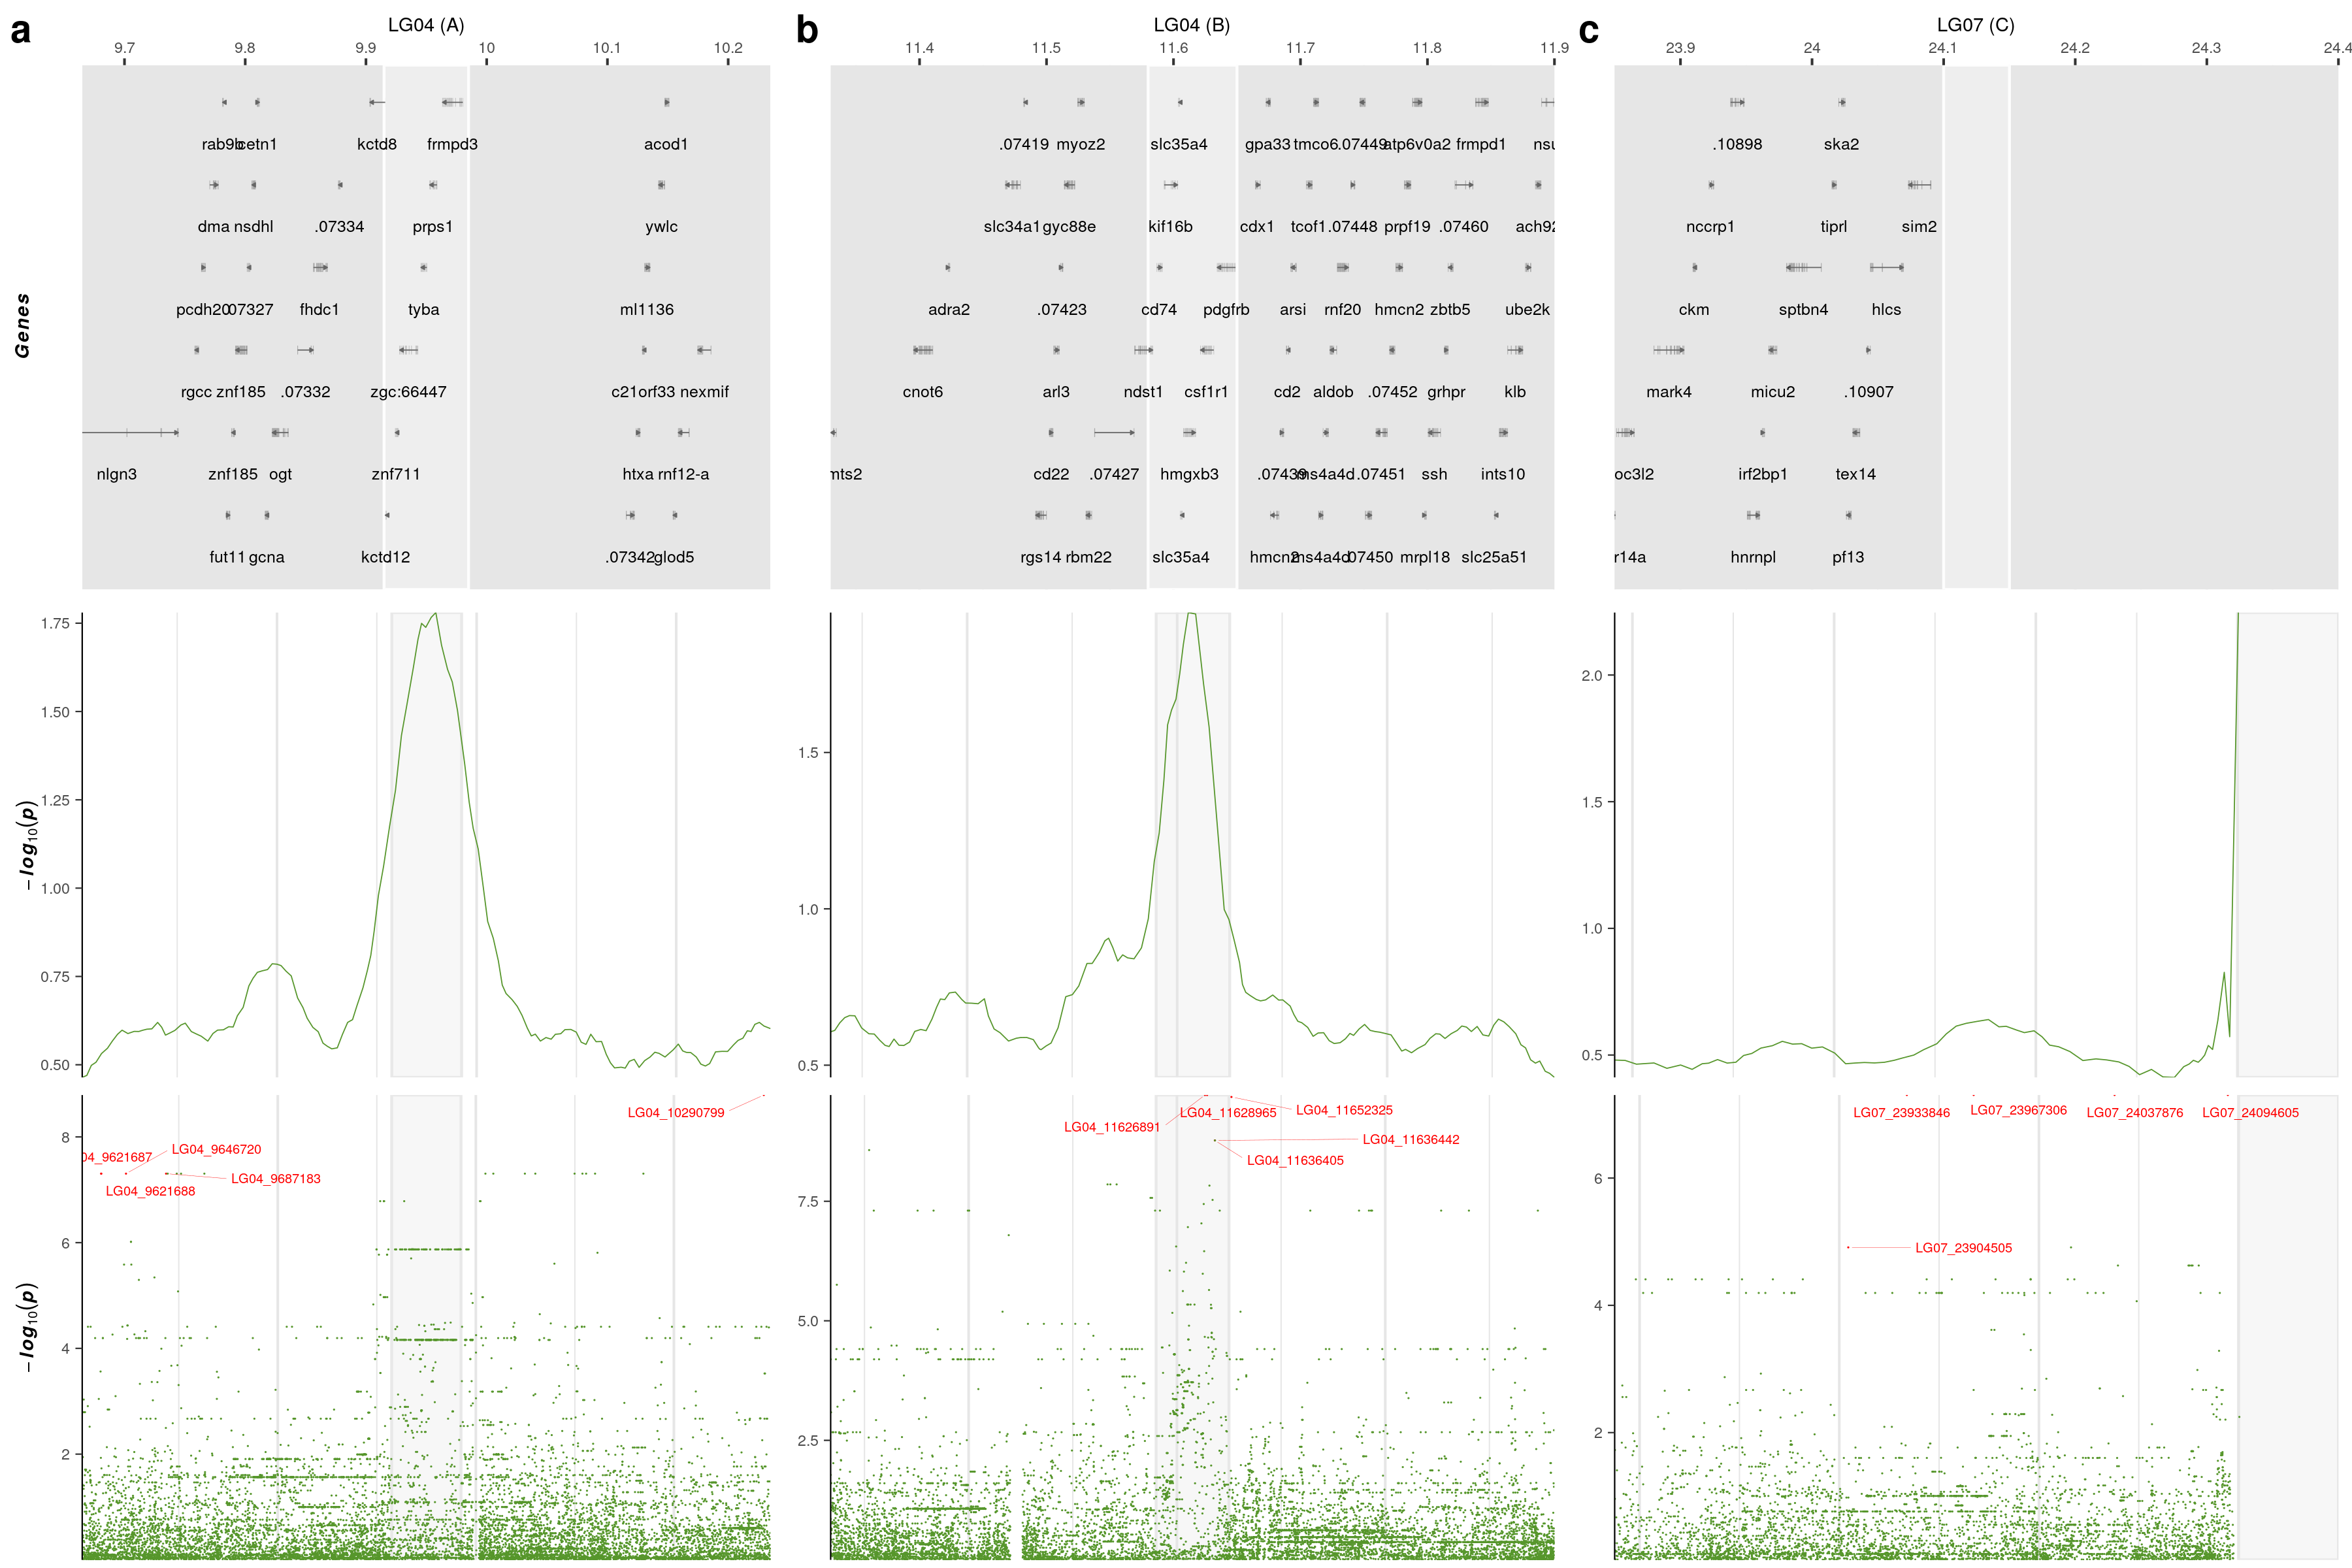 a
LG04 (A)
9.7 9.8 9.9 10 10.1 10.2
Genes
rab9b cetn1 kctd8 frmpd3 acod1
dma nsdhl .07334 prps1 ywlc
pcdh20 07327 fhdc1 tyba ml1136
rgcc znf185 .07332 zgc:66447 c21orf33 nexmif
nlgn3 znf185 ogt znf711 htxa rnf12-a
fut11 gcna kctd12 .07342 glod5
−log10(p)
1.75
1.50
1.25
1.00
0.75
0.50
−log10(p)
8
6
4
2
LG04_10290799
04_9621687
LG04_9646720
LG04_9687183
LG04_9621688
b
LG04 (B)
11.4 11.5 11.6 11.7 11.8 11.9
.07419 myoz2 slc35a4 gpa33 tmco6 .07449 atp6v0a2 frmpd1 nsu
slc34a1 gyc88e kif16b cdx1 tcof1 .07448 prpf19 .07460 ach92
adra2 .07423 cd74 pdgfrb arsi rnf20 hmcn2 zbtb5 ube2k
cnot6 arl3 ndst1 csf1r1 cd2 aldob .07452 grhpr klb
mts2 cd22 .07427 hmgxb3 .07439 ms4a4d .07451 ssh ints10
rgs14 rbm22 slc35a4 hmcn2 ms4a4d 07450 mrpl18 slc25a51
1.5
1.0
0.5
7.5
5.0
2.5
LG04_11628965
LG04_11652325
LG04_11626891
LG04_11636442
LG04_11636405
c
LG07 (C)
23.9 24 24.1 24.2 24.3 24.4
.10898 ska2
nccrp1 tiprl sim2
ckm sptbn4 hlcs
mark4 micu2 .10907
oc3l2 irf2bp1 tex14
r14a hnrnpl pf13
2.0
1.5
1.0
0.5
6
4
2
LG07_23933846
LG07_23967306
LG07_24037876
LG07_24094605
LG07_23904505